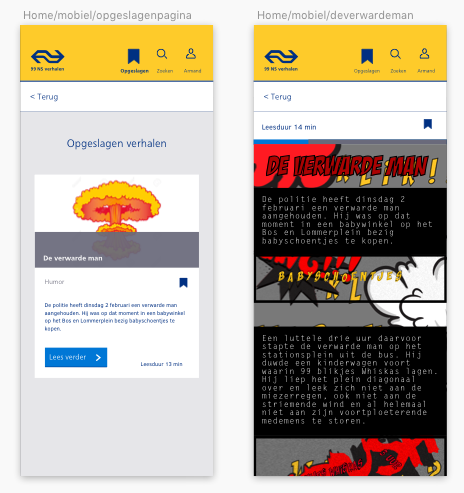 Home/mobiel/opgeslagenpagina
99 NS verhalen
Opgeslagen
Zoeken
Armand
< Terug
Opgeslagen verhalen
De verwarde man
Humor
De politie heeft dinsdag 2 februari een verwarde man
aangehouden. Hij was op dat moment in een babywinkel
op het Bos en Lommerplein bezig babyschoentjes te
kopen.
Lees verder
Leesduur 13 min
Home/mobiel/deverwardeman
99 NS verhalen
Opgeslagen
Zoeken
Armand
< Terug
Leesduur 14 min
DE VERWARDE MAN
De politie heeft dinsdag 2
februari een verwarde man
aangehouden. Hij was op dat
moment in een babywinkel op het
Bos en Lommerplein bezig
babyschoentjes te kopen.
BABYSCHOENTJES
Een luttele drie uur daarvoor
stapte de verwarde man op het
stationsplein uit de bus. Hij
duwde een kinderwagen voort
waarin 99 blikjes Whiskas lagen.
Hij liep het plein diagonaal
over en leek zich niet aan de
miezerregen, ook niet aan de
striemende wind en al helemaal
niet aan zijn voortploeterende
medemens te storen.